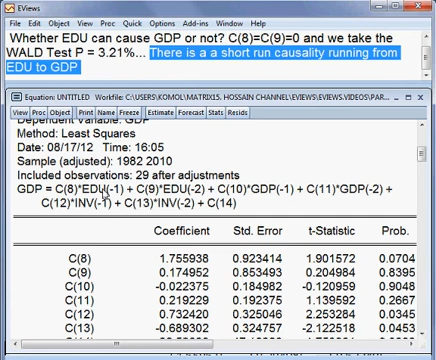 EViews
File Edit Object View Proc Quick Options Add-ins Window Help
Whether EDU can cause GDP or not? C(8)=C(9)=0 and we take the
WALD Test P = 3.21%... There is a a short run causality running from
EDU to GDP
Equation: UNTITLED Workfile: C:\USERS\KOMOL\MATRIX15. HOSSAIN CHANNEL\EVIEWS\EVIEWS.VIDEOS\PAR...
View Proc Object Print Name Freeze Estimate Forecast Stats Resids
Dependent Variable: GDP
Method: Least Squares
Date: 08/17/12 Time: 16:05
Sample (adjusted): 1982 2010
Included observations: 29 after adjustments
GDP = C(8)*EDU(-1) + C(9)*EDU(-2) + C(10)*GDP(-1) + C(11)*GDP(-2) +
C(12)*INV(-1) + C(13)*INV(-2) + C(14)
Coefficient Std. Error t-Statistic Prob.
C(8) 1.755938 0.923414 1.901572 0.0704
C(9) 0.174952 0.853493 0.204984 0.8395
C(10) -0.022375 0.184982 -0.120959 0.9048
C(11) 0.219229 0.192375 1.139592 0.2667
C(12) 0.732420 0.325046 2.253284 0.0345
C(13) -0.689302 0.324757 -2.122518 0.0453